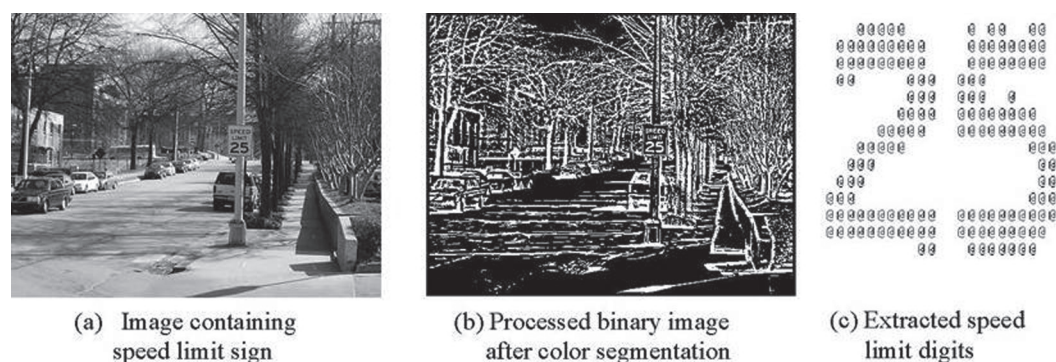 SPEED
LIMIT
25
SPEED
LIMIT
25
25
(a) Image containing
speed limit sign
(b) Processed binary image
after color segmentation
(c) Extracted speed
limit digits